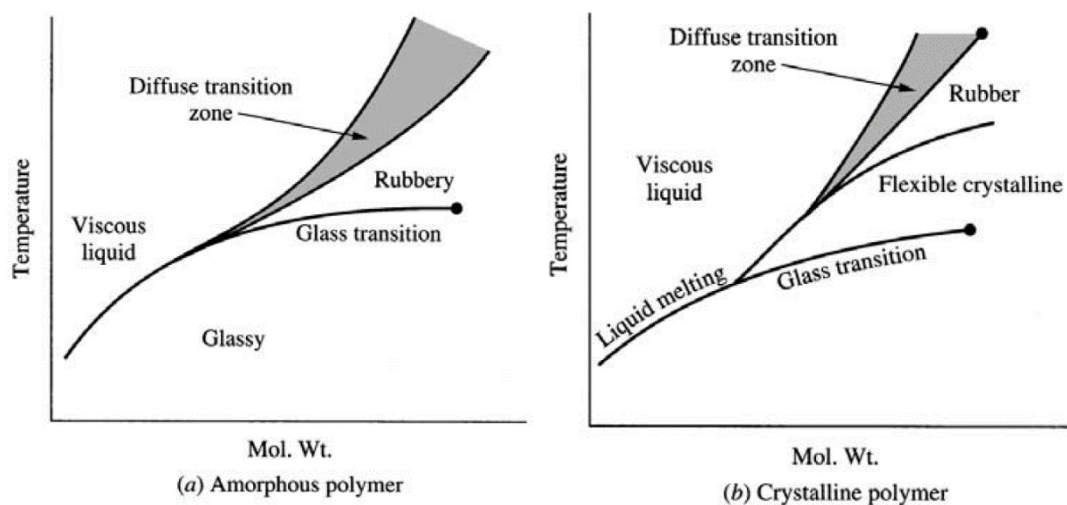 Temperature
Diffuse transition
zone
Rubbery
Viscous
liquid
Glass transition
Glassy
Mol. Wt.
(a) Amorphous polymer
Temperature
Diffuse transition
zone
Rubber
Viscous
liquid
Flexible crystalline
Glass transition
Liquid melting
Mol. Wt.
(b) Crystalline polymer